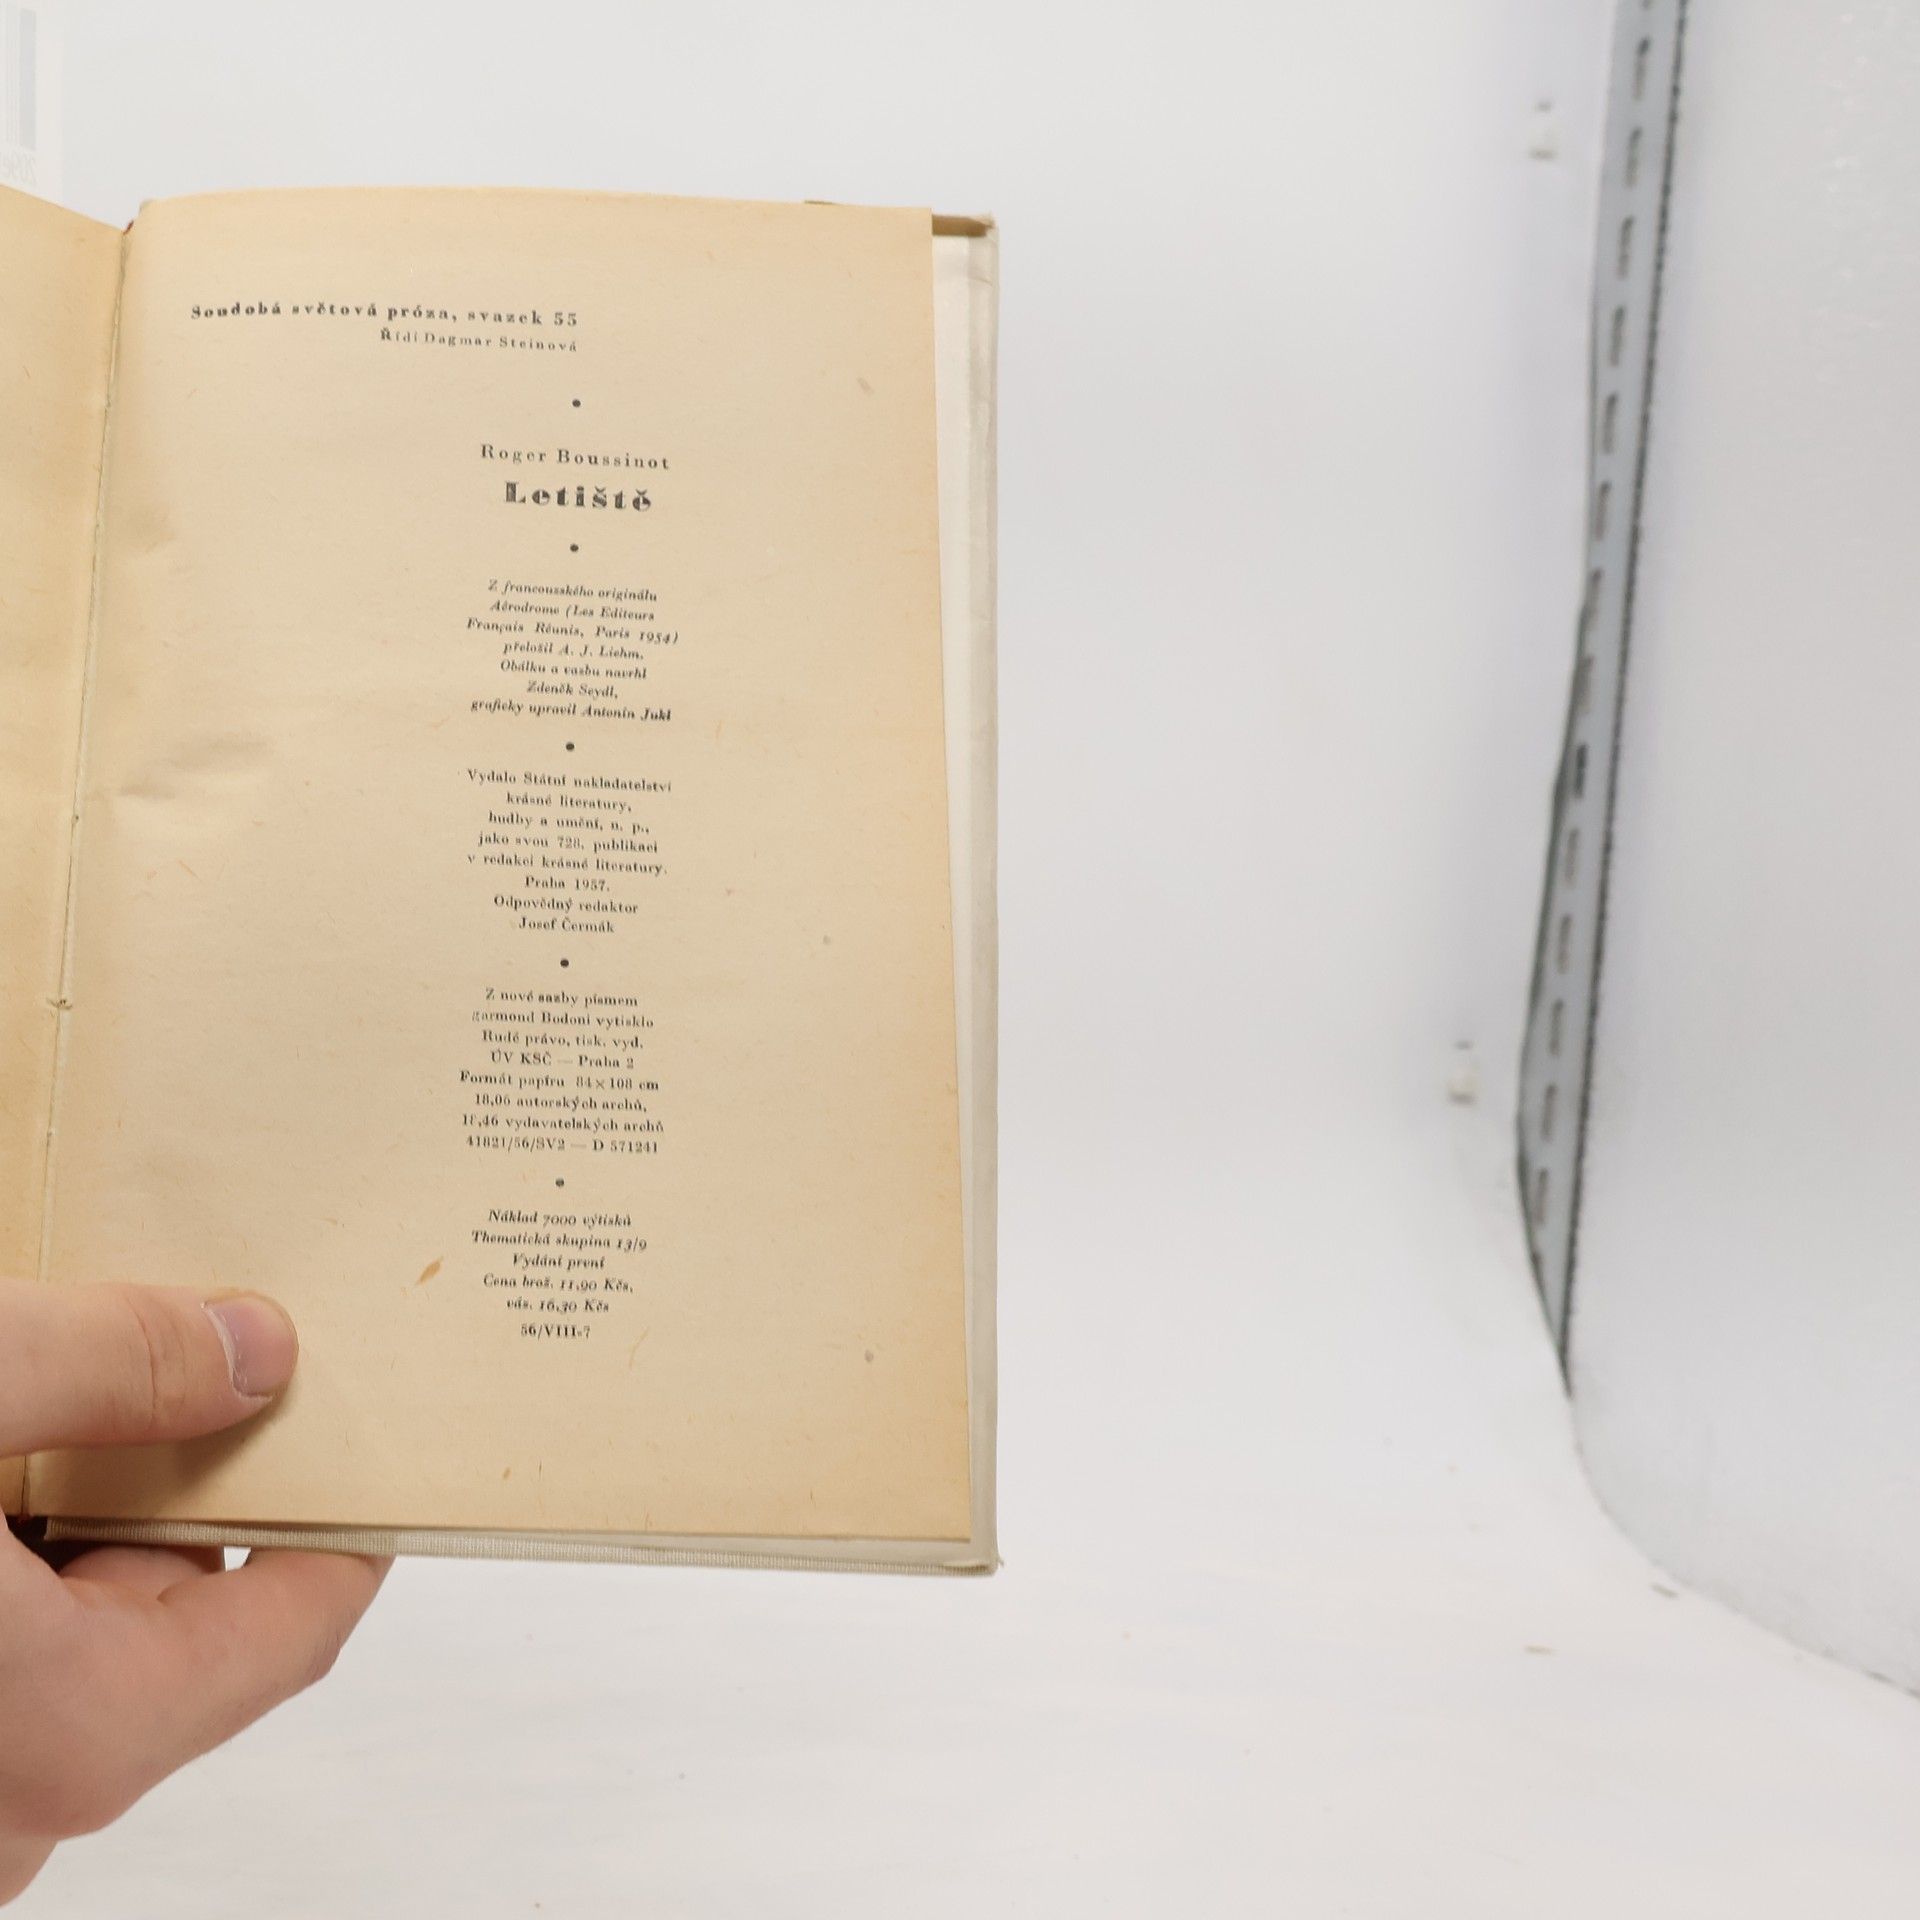 Soudobá světová próza, svazek 55
Řídí Dagmar Steinová
•
Roger Boussinot
Letiště
•
Z francouzského originálu
Aérodrome (Les Editeurs
Français Réunis, Paris 1954)
přeložil A. J. Liehm.
Obálku a vazbu navrhl
Zdeněk Seydl,
graficky upravil Antonín Jukl
•
Vydalo Státní nakladatelství
krásné literatury,
hudby a umění, n. p.,
jako svou 728. publikaci
v redakci krásné literatury.
Praha 1957.
Odpovědný redaktor
Josef Čermák
•
Z nové sazby písmem
garmond Bodoni vytisklo
Rudé právo, tisk. vyd.
ÚV KSČ — Praha 2
Formát papíru 84×108 cm
18,06 autorských archů,
18,46 vydavatelských archů
41821/56/SV2 — D 571241
•
Náklad 7000 výtisků
Thematická skupina 13/9
Vydání první
Cena brož. 11,90 Kčs,
váz. 16,30 Kčs
56/VIII-7